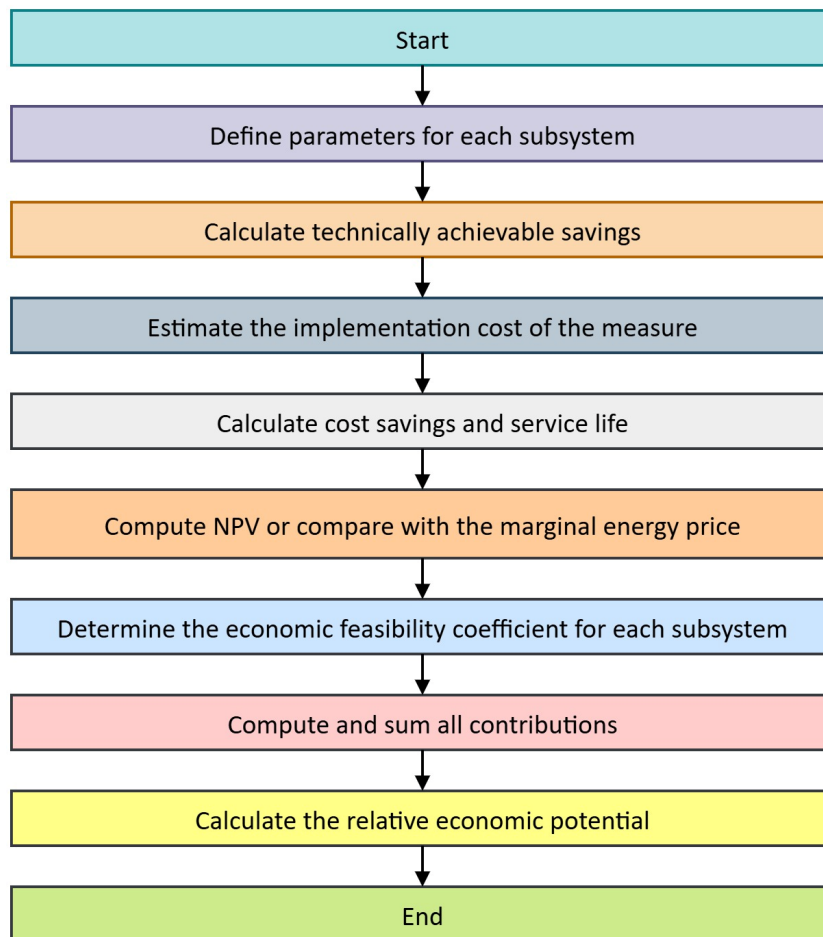 Start
Define parameters for each subsystem
Calculate technically achievable savings
Estimate the implementation cost of the measure
Calculate cost savings and service life
Compute NPV or compare with the marginal energy price
Determine the economic feasibility coefficient for each subsystem
Compute and sum all contributions
Calculate the relative economic potential
End